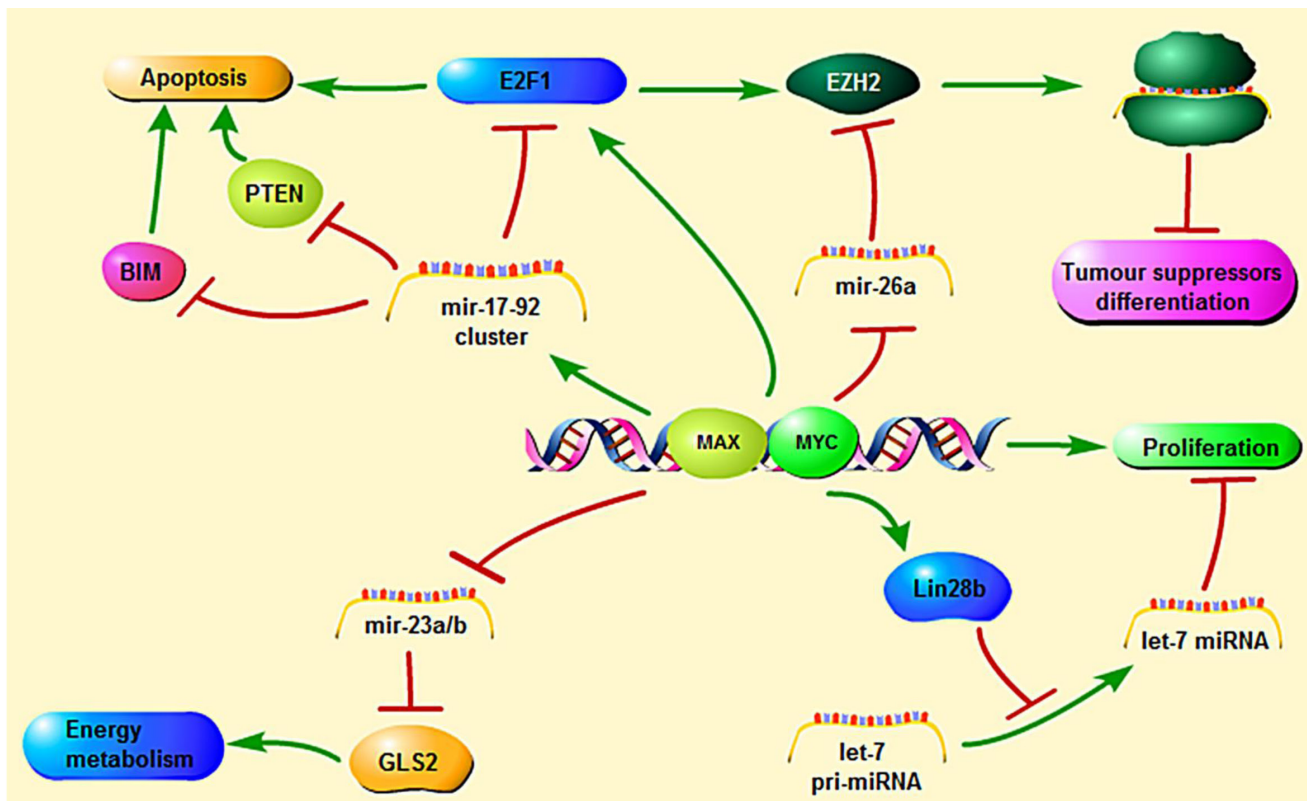 Apoptosis
E2F1
EZH2
PTEN
BIM
mir-17-92
cluster
mir-26a
Tumour suppressors
differentiation
MAX
MYC
Proliferation
Lin28b
mir-23a/b
let-7 miRNA
Energy
metabolism
GLS2
let-7
pri-miRNA